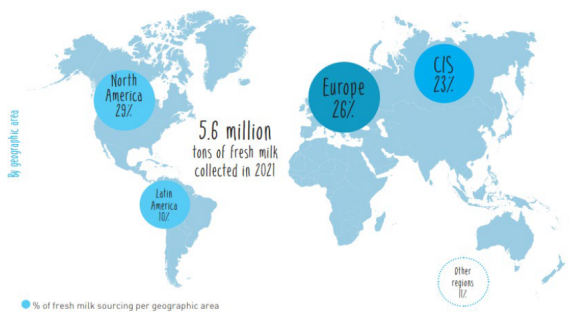 By geographic area
North
America
29%
Europe
26%
CIS
23%
5.6 million
tons of fresh milk
collected in 2021
Latin
America
10%
Other
regions
11%
% of fresh milk sourcing per geographic area